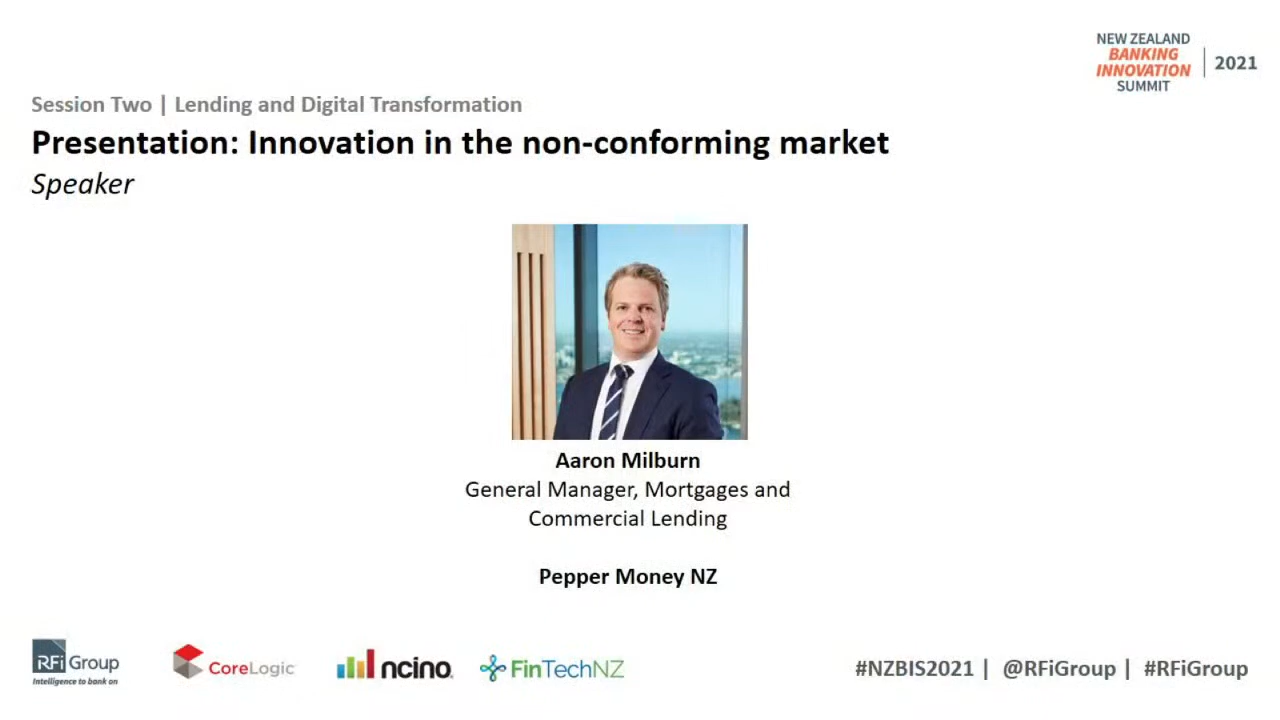 NEW ZEALAND
BANKING
INNOVATION
SUMMIT
2021
Session Two | Lending and Digital Transformation
Presentation: Innovation in the non-conforming market
Speaker
Aaron Milburn
General Manager, Mortgages and
Commercial Lending
Pepper Money NZ
RFi Group
Intelligence to bank on
CoreLogic
ncino.
FinTechNZ
#NZBIS2021 | @RFiGroup | #RFiGroup